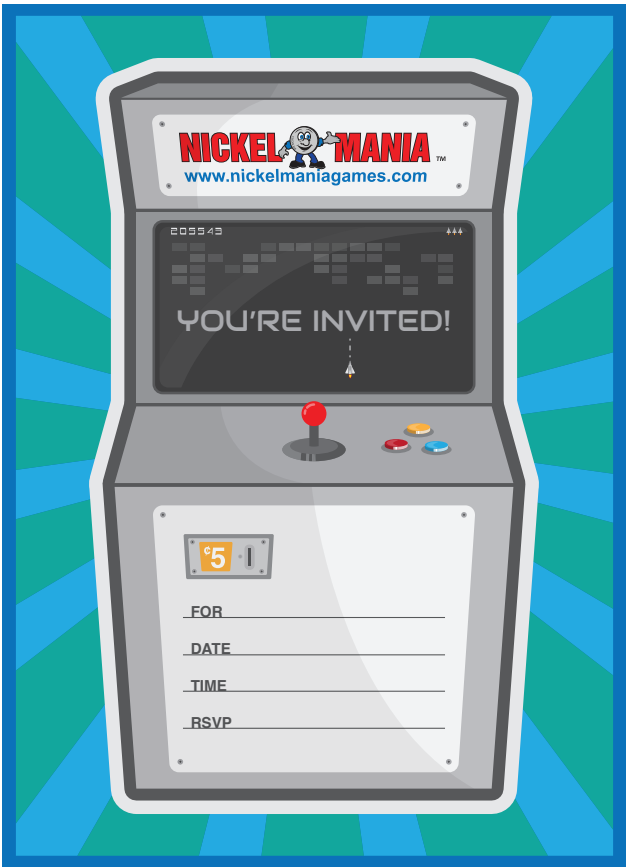 NICKEL MANIA TM
www.nickelmaniagames.com
205543
YOU'RE INVITED!
¢5
FOR
DATE
TIME
RSVP